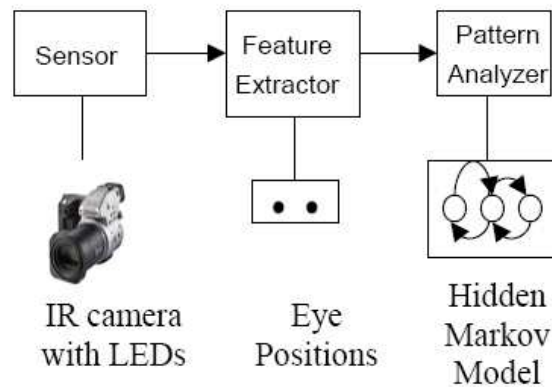 Sensor
Feature
Extractor
Pattern
Analyzer
IR camera
with LEDs
Eye
Positions
Hidden
Markov
Model